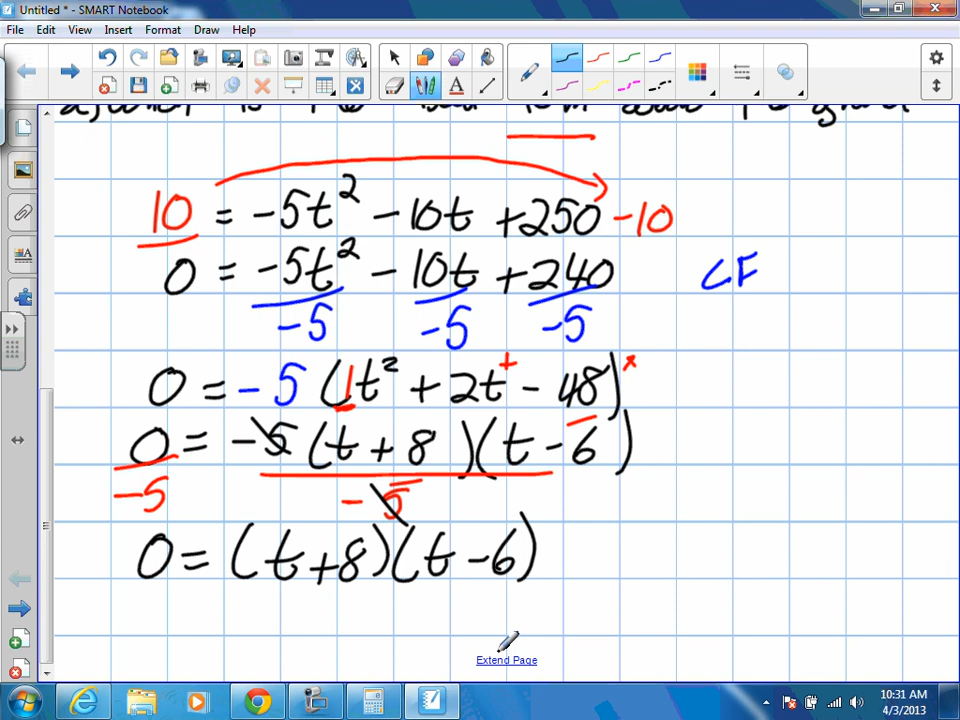 Untitled * - SMART Notebook
File Edit View Insert Format Draw Help
10m
10 = -5t² - 10t + 250 - 10
0 = -5t² - 10t + 240 CF
-5 -5 -5
0 = -5(1t² + 2t - 48)
+ ×
0 = -5(t + 8)(t - 6)
-5 -5
0 = (t + 8)(t - 6)
Extend Page
10:31 AM
4/3/2013